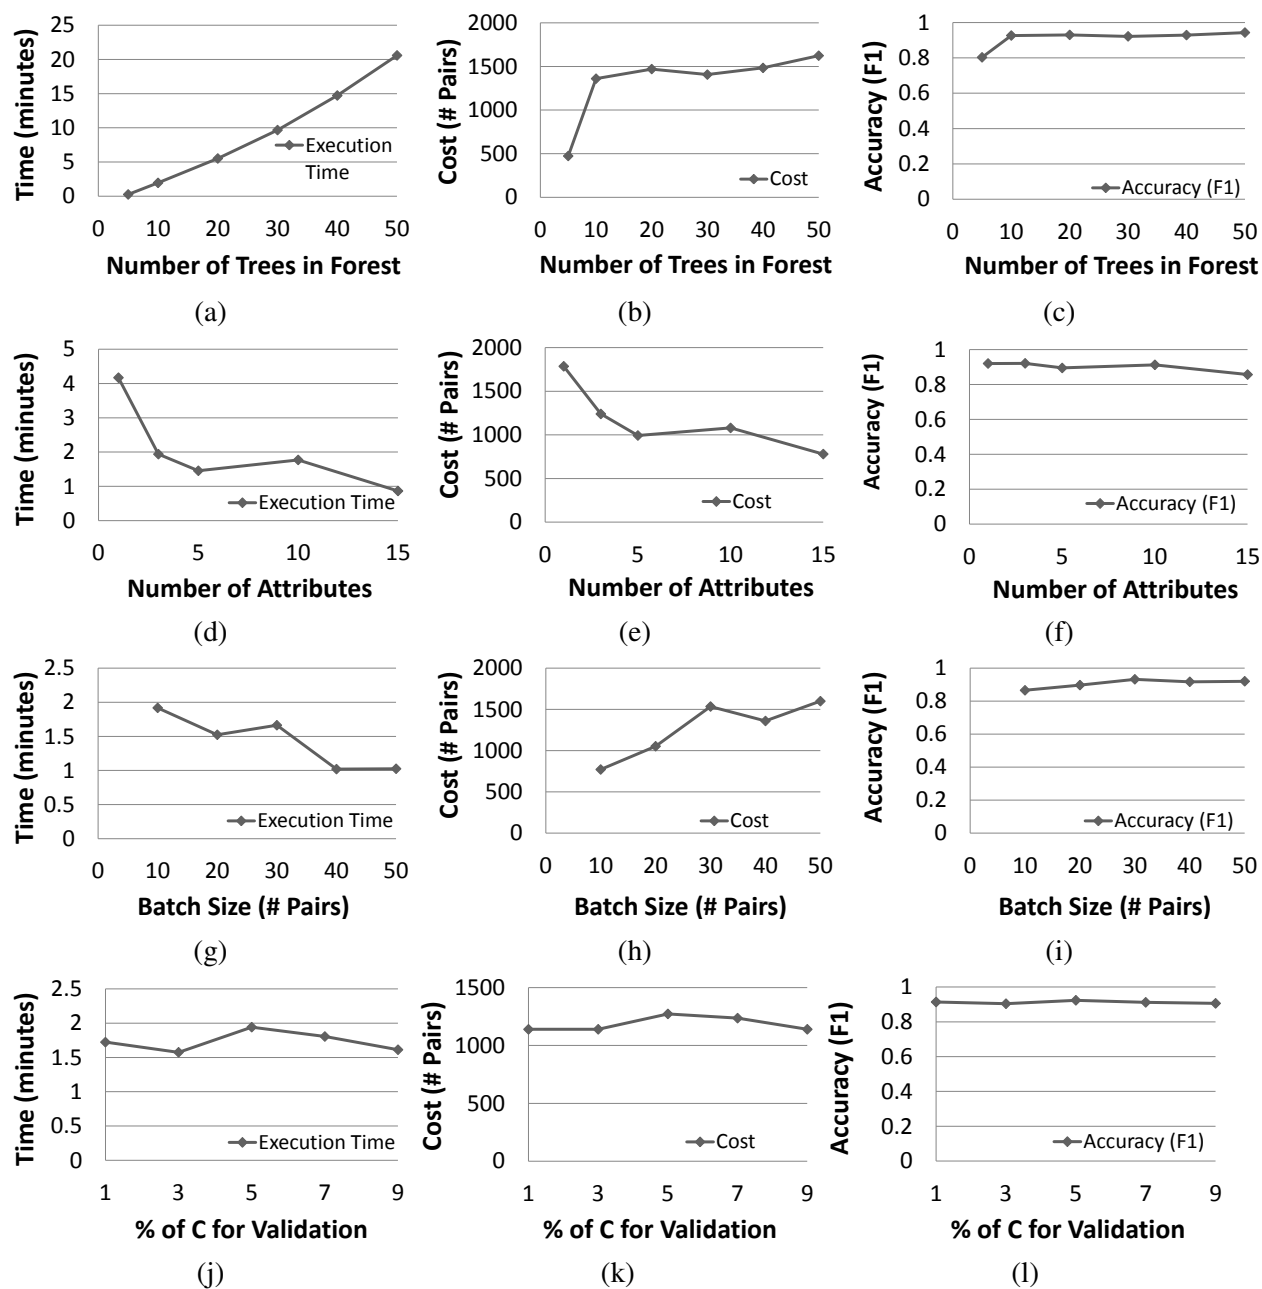 25
20
15
10
5
0
Time (minutes)
Execution
Time
0 10 20 30 40 50
Number of Trees in Forest
(a)
2000
1500
1000
500
0
Cost (# Pairs)
Cost
0 10 20 30 40 50
Number of Trees in Forest
(b)
1
0.8
0.6
0.4
0.2
0
Accuracy (F1)
Accuracy (F1)
0 10 20 30 40 50
Number of Trees in Forest
(c)
5
4
3
2
1
0
Time (minutes)
Execution Time
0 5 10 15
Number of Attributes
(d)
2000
1500
1000
500
0
Cost (# Pairs)
Cost
0 5 10 15
Number of Attributes
(e)
1
0.8
0.6
0.4
0.2
0
Accuracy (F1)
Accuracy (F1)
0 5 10 15
Number of Attributes
(f)
2.5
2
1.5
1
0.5
0
Time (minutes)
Execution Time
0 10 20 30 40 50
Batch Size (# Pairs)
(g)
2000
1500
1000
500
0
Cost (# Pairs)
Cost
0 10 20 30 40 50
Batch Size (# Pairs)
(h)
1
0.8
0.6
0.4
0.2
0
Accuracy (F1)
Accuracy (F1)
0 10 20 30 40 50
Batch Size (# Pairs)
(i)
2.5
2
1.5
1
0.5
0
Time (minutes)
Execution Time
1 3 5 7 9
% of C for Validation
(j)
1500
1000
500
0
Cost (# Pairs)
Cost
1 3 5 7 9
% of C for Validation
(k)
1
0.8
0.6
0.4
0.2
0
Accuracy (F1)
Accuracy (F1)
1 3 5 7 9
% of C for Validation
(l)